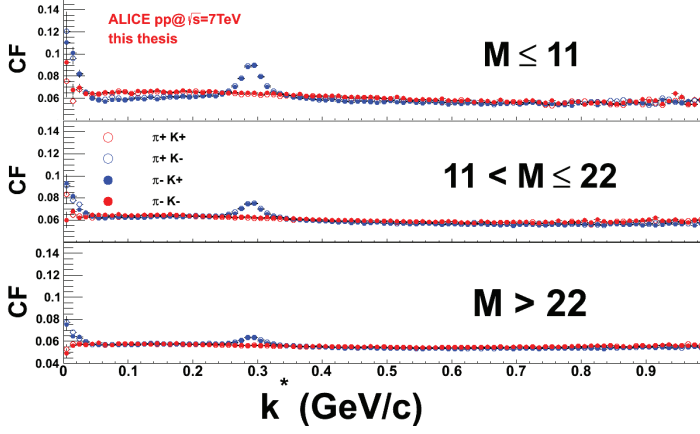 ALICE pp@√s=7TeV
this thesis
M ≤ 11
CF
0.14
0.12
0.1
0.08
0.06
π+ K+
π+ K-
π- K+
π- K-
11 < M ≤ 22
CF
0.14
0.12
0.1
0.08
0.06
M > 22
CF
0.14
0.12
0.1
0.08
0.06
0.04
0 0.1 0.2 0.3 0.4 0.5 0.6 0.7 0.8 0.9
k* (GeV/c)